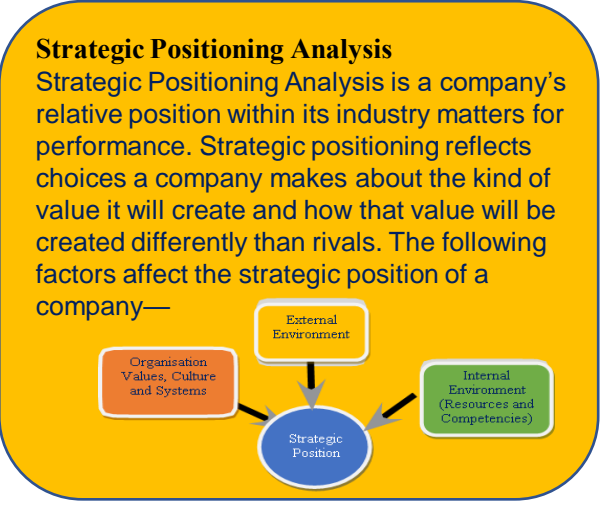 Strategic Positioning Analysis
Strategic Positioning Analysis is a company’s
relative position within its industry matters for
performance. Strategic positioning reflects
choices a company makes about the kind of
value it will create and how that value will be
created differently than rivals. The following
factors affect the strategic position of a
company—
External
Environment
Organisation
Values, Culture
and Systems
Internal
Environment
(Resources and
Competencies)
Strategic
Position